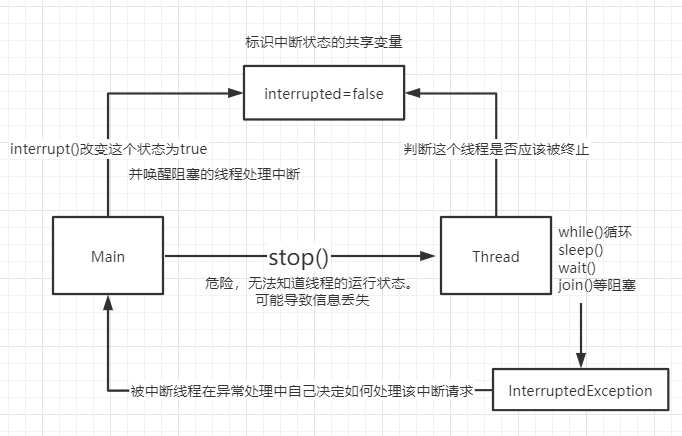 标识中断状态的共享变量
interrupted=false
interrupt()改变这个状态为true
判断这个线程是否应该被终止
并唤醒阻塞的线程处理中断
Main
stop()
危险，无法知道线程的运行状态。
可能导致信息丢失
Thread
while()循环
sleep()
wait()
join()等阻塞
被中断线程在异常处理中自己决定如何处理该中断请求
InterruptedException